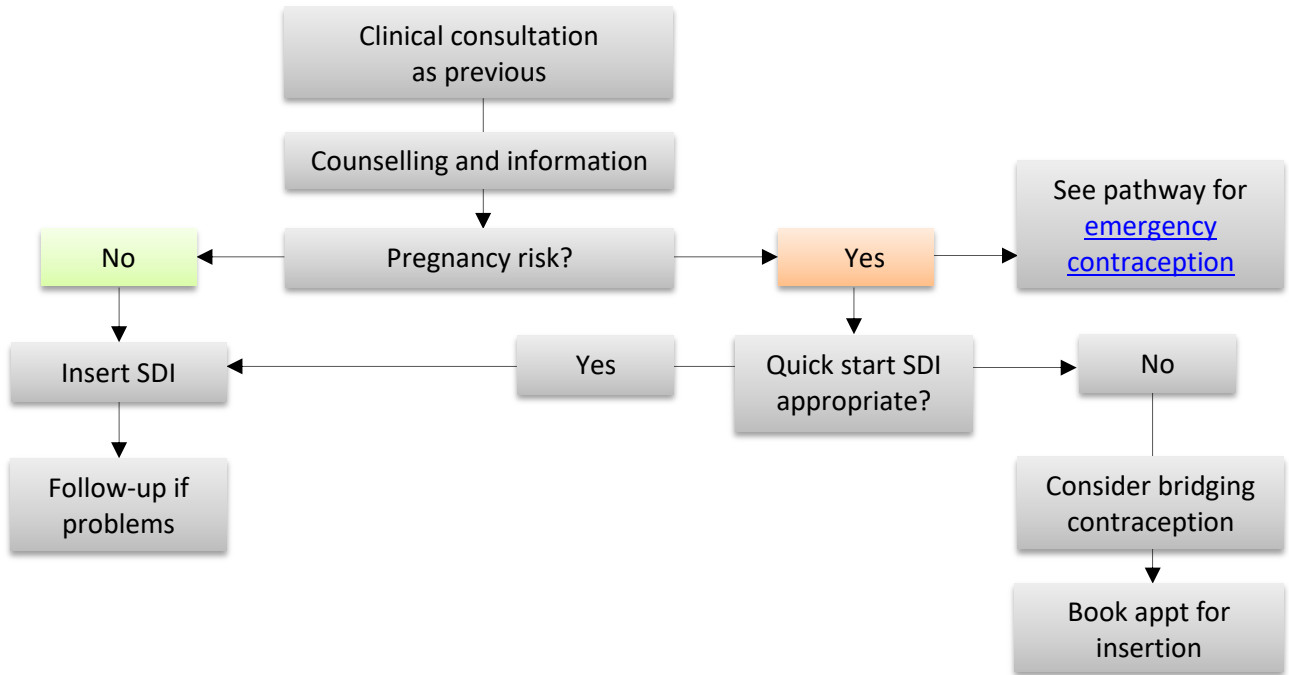 Clinical consultation
as previous
Counselling and information
See pathway for
emergency
contraception
No
Pregnancy risk?
Yes
Insert SDI
Yes
Quick start SDI
appropriate?
No
Follow-up if
problems
Consider bridging
contraception
Book appt for
insertion